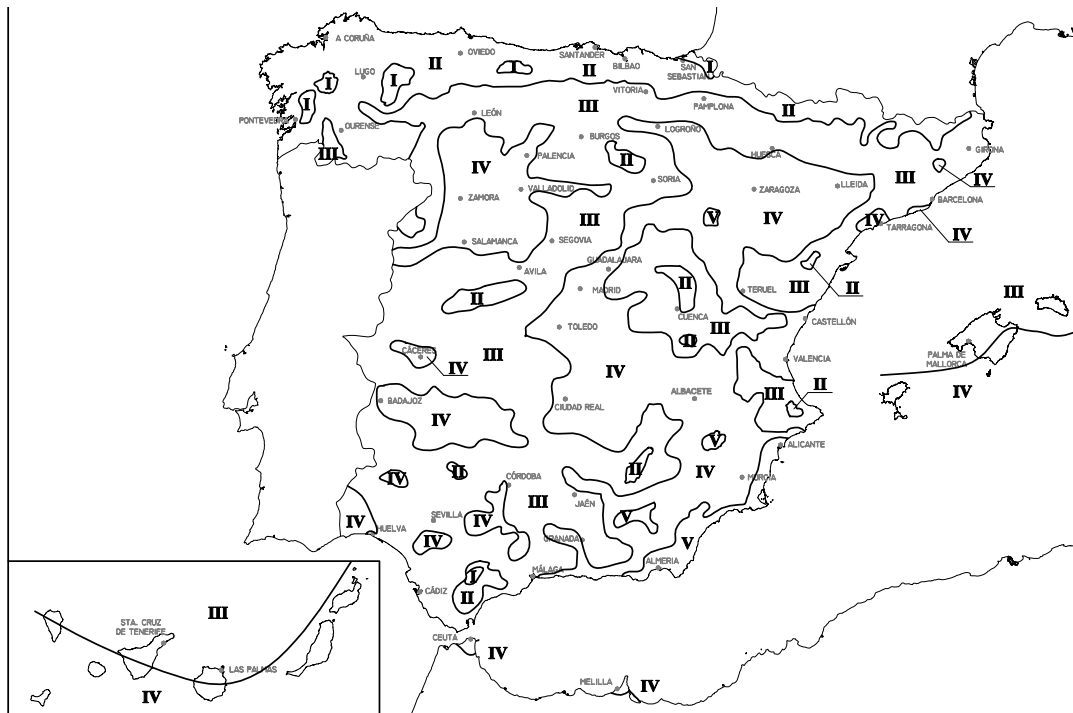 A CORUÑA
OVIEDO
SANTANDER
BILBAO
SAN
SEBASTIAN
I
II
I
II
LUGO
I
I
VITORIA
PAMPLONA
II
I
LEÓN
III
PONTEVEDRA
OURENSE
BURGOS
LOGROÑO
HUESCA
GIRONA
III
IV
PALENCIA
II
SORIA
III
IV
ZAMORA
VALLADOLID
ZARAGOZA
LLEIDA
BARCELONA
III
V
IV
IV
TARRAGONA
IV
SALAMANCA
SEGOVIA
AVILA
GUADALAJARA
MADRID
II
II
TERUEL
III
II
III
CUENCA
TOLEDO
III
II
CASTELLÓN
CÁCERES
IV
III
IV
VALENCIA
PALMA DE
MALLORCA
IV
BADAJOZ
IV
CIUDAD REAL
ALBACETE
III
II
V
ALICANTE
IV
II
CÓRDOBA
II
IV
MURCIA
III
JAÉN
IV
HUELVA
SEVILLA
IV
V
IV
GRANADA
V
MÁLAGA
ALMERIA
I
CÁDIZ
II
CEUTA
IV
MELILLA
IV
III
STA. CRUZ
DE TENERIFE
LAS PALMAS
IV